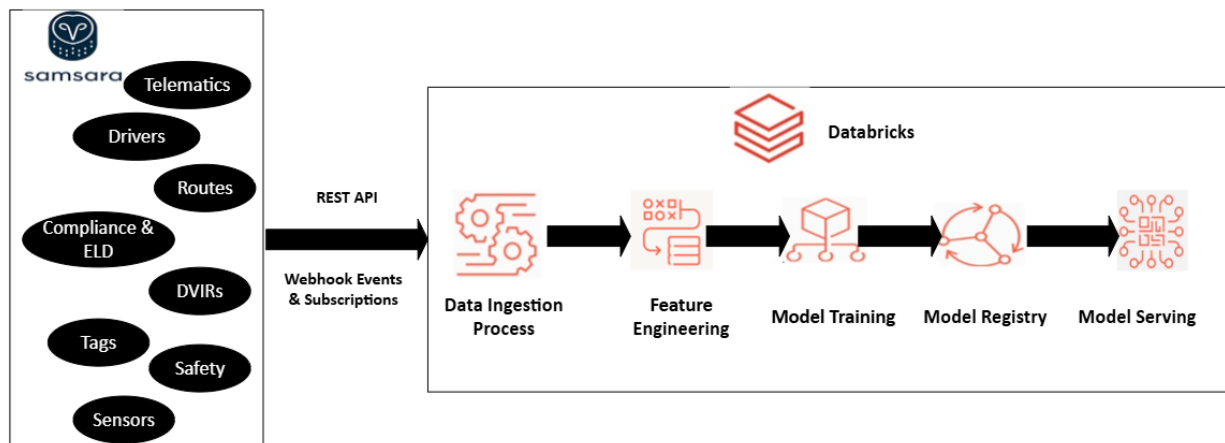 samsara
Telematics
Drivers
Routes
Compliance &
ELD
DVIRs
Tags
Safety
Sensors
REST API
Webhook Events
& Subscriptions
Databricks
Data Ingestion
Process
Feature
Engineering
Model Training
Model Registry
Model Serving